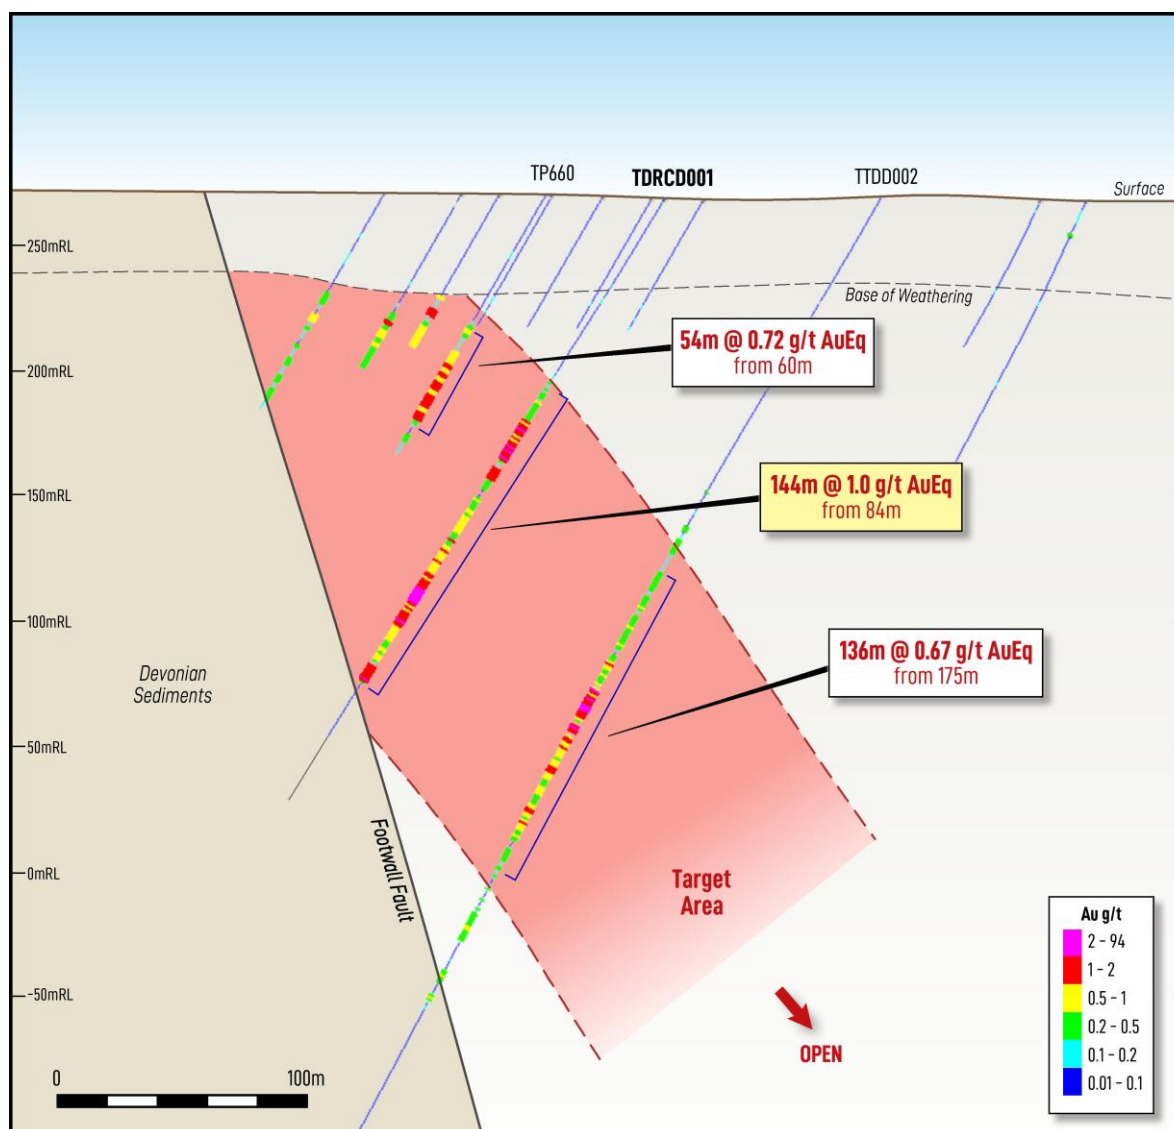 TP660
TDRCD001
TTDD002
Surface
250mRL
Base of Weathering
54m @ 0.72 g/t AuEq
from 60m
200mRL
144m @ 1.0 g/t AuEq
from 84m
150mRL
100mRL
136m @ 0.67 g/t AuEq
from 175m
Devonian
Sediments
50mRL
Footwall Fault
0mRL
Target
Area
-50mRL
OPEN
Au g/t
2 - 94
1 - 2
0.5 - 1
0.2 - 0.5
0.1 - 0.2
0.01 - 0.1
0
100m